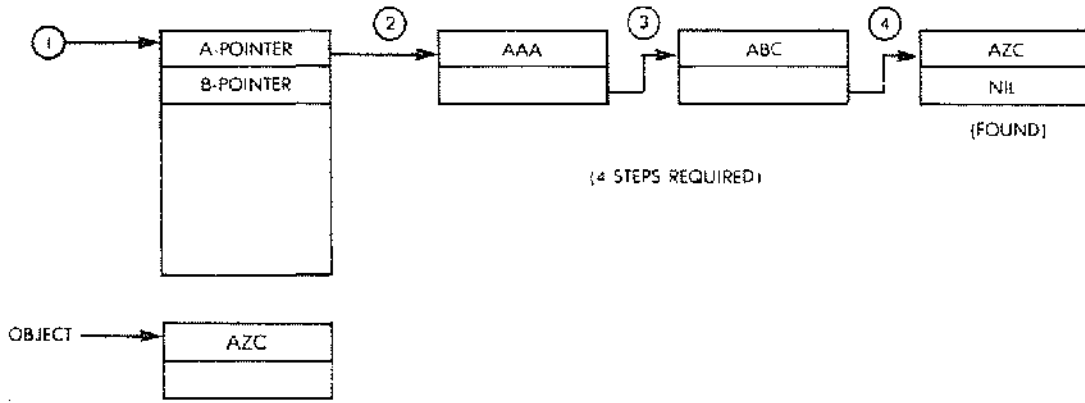 1
A-POINTER
B-POINTER
2
AAA
3
ABC
4
AZC
NIL
(FOUND)
(4 STEPS REQUIRED)
OBJECT
AZC